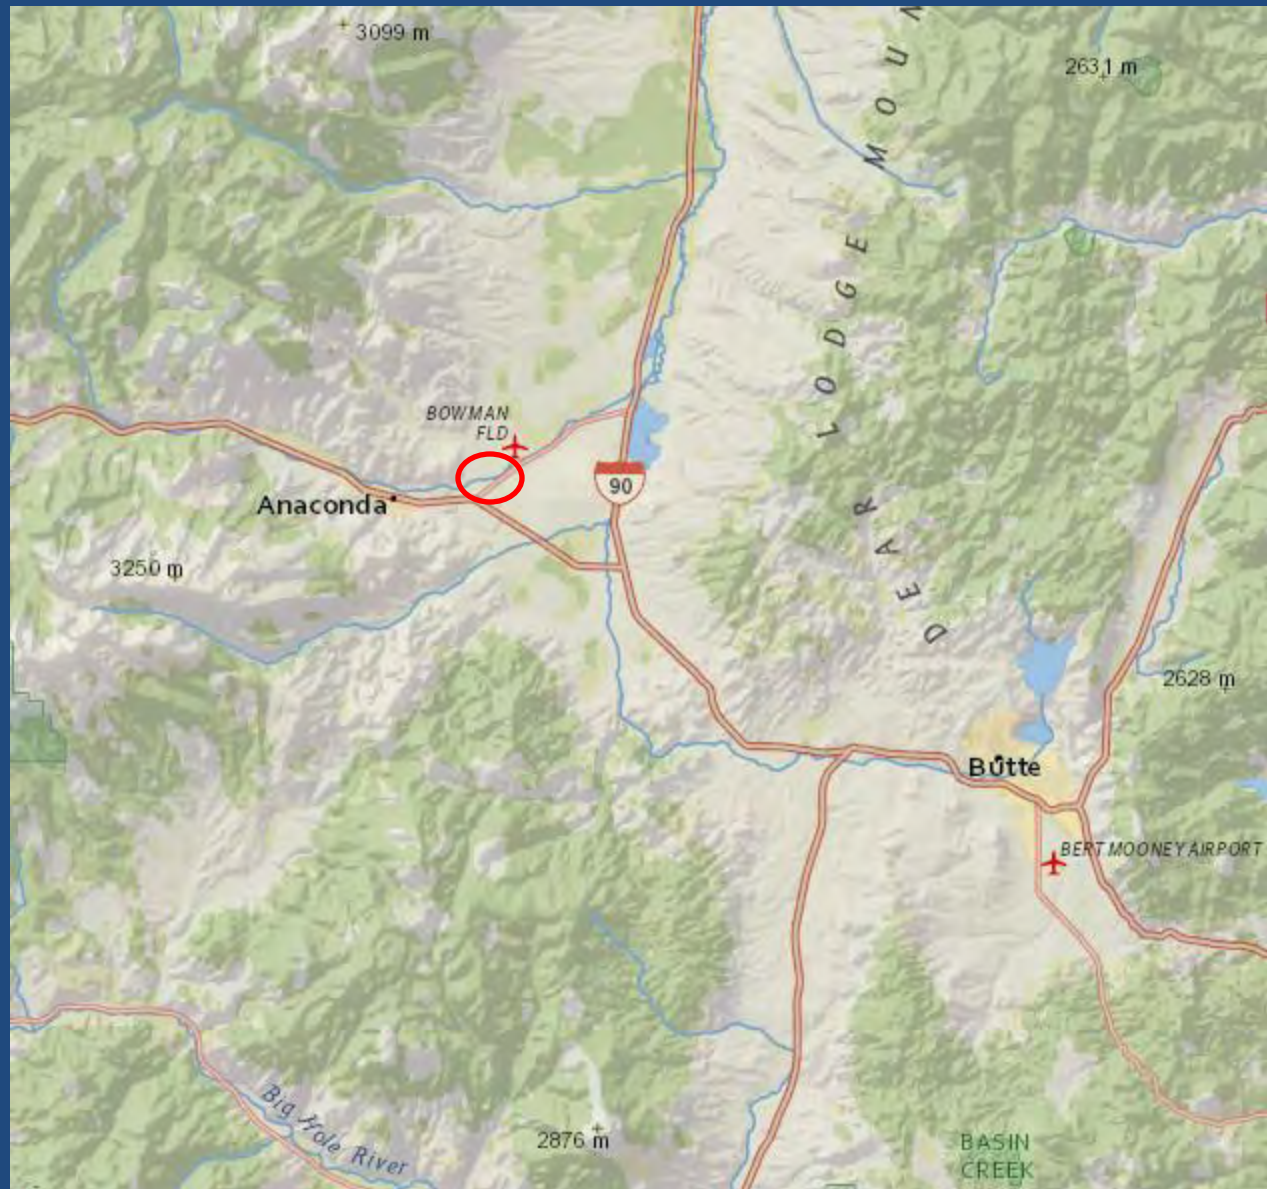 3099 m
2631 m
DEAR LODGE MOUN
BOWMAN
FLD
90
Anaconda
3250 m
2628 m
Butte
BERT MOONEY AIRPORT
Big Hole River
2876 m
BASIN
CREEK